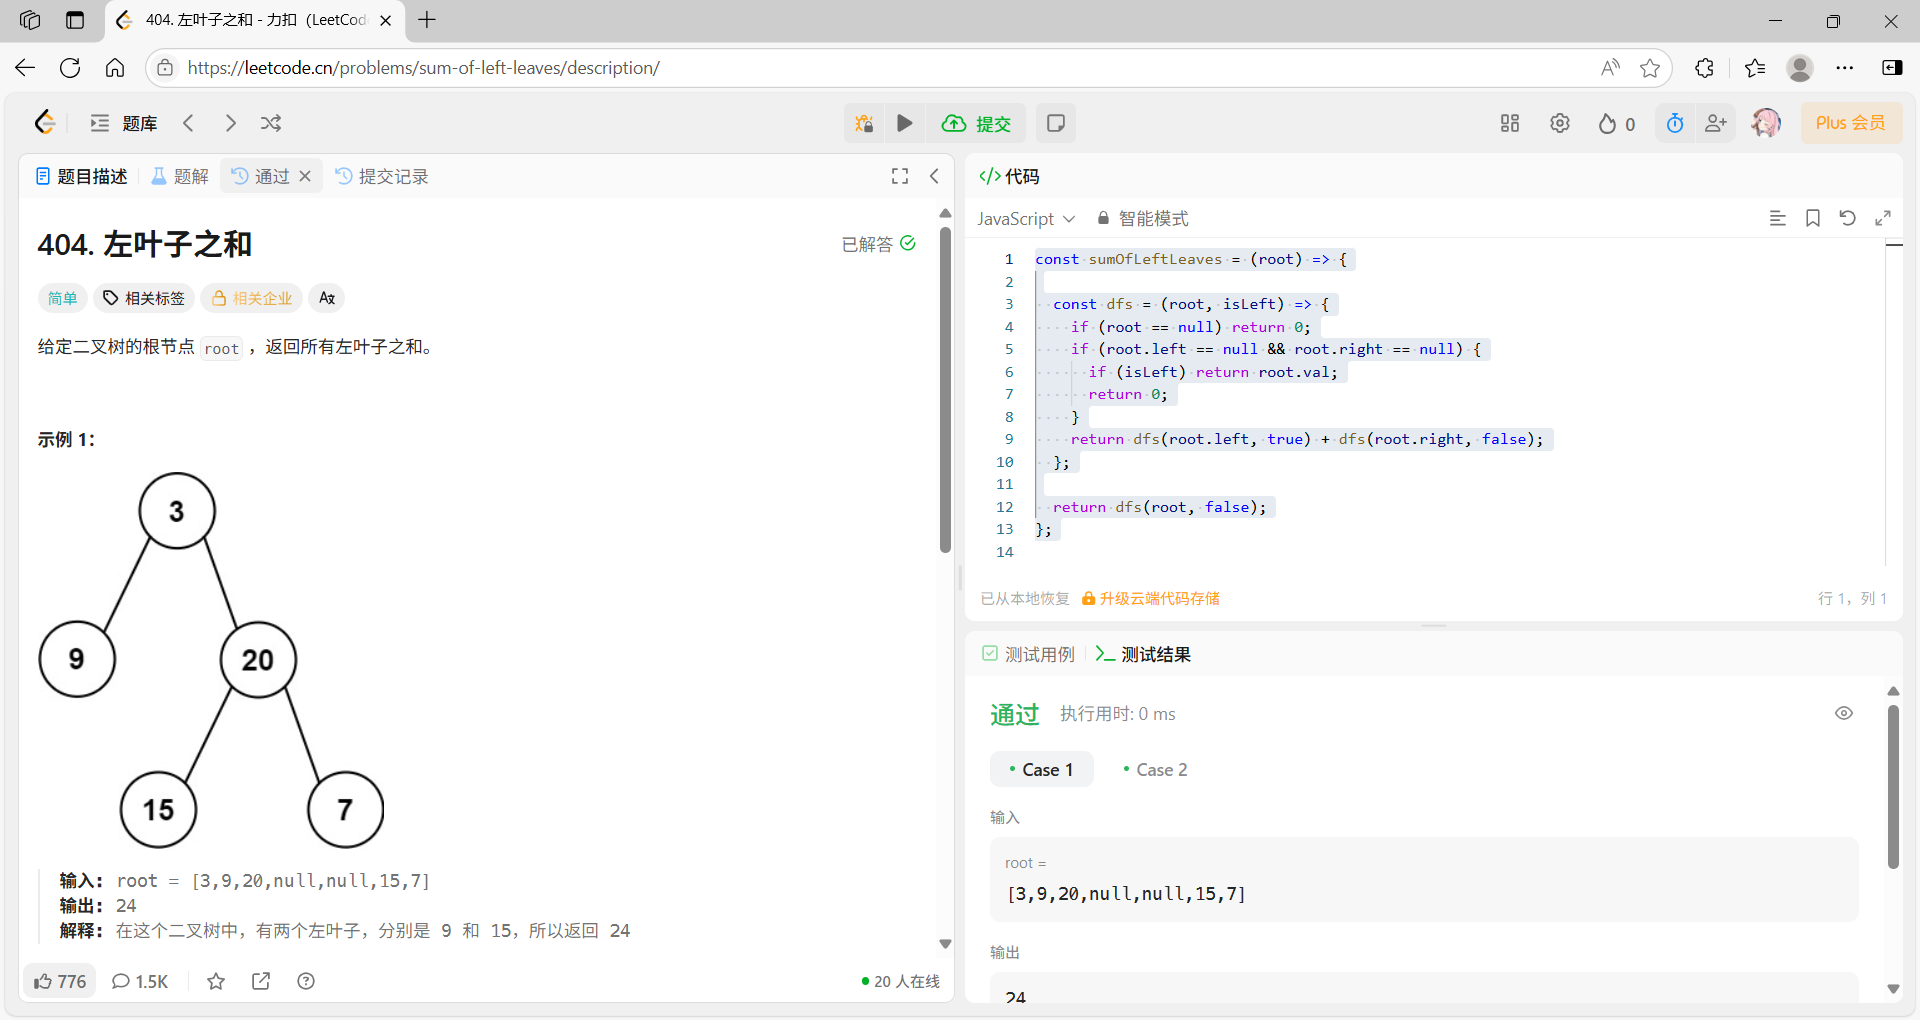 404. 左叶子之和 - 力扣（LeetCod
https://leetcode.cn/problems/sum-of-left-leaves/description/
题库
提交
0
Plus 会员
题目描述
题解
通过
提交记录
404. 左叶子之和
已解答
简单
相关标签
相关企业
给定二叉树的根节点 root ，返回所有左叶子之和。
示例 1：
3
9
20
15
7
输入： root = [3,9,20,null,null,15,7]
输出： 24
解释： 在这个二叉树中，有两个左叶子，分别是 9 和 15，所以返回 24
776
1.5K
20 人在线
</> 代码
JavaScript
智能模式
1 const sumOfLeftLeaves = (root) => {
2
3   const dfs = (root, isLeft) => {
4     if (root == null) return 0;
5     if (root.left == null && root.right == null) {
6       if (isLeft) return root.val;
7       return 0;
8     }
9     return dfs(root.left, true) + dfs(root.right, false);
10   };
11
12   return dfs(root, false);
13 };
14
已从本地恢复
升级云端代码存储
行 1，列 1
测试用例
测试结果
通过
执行用时: 0 ms
Case 1
Case 2
输入
root =
[3,9,20,null,null,15,7]
输出
24